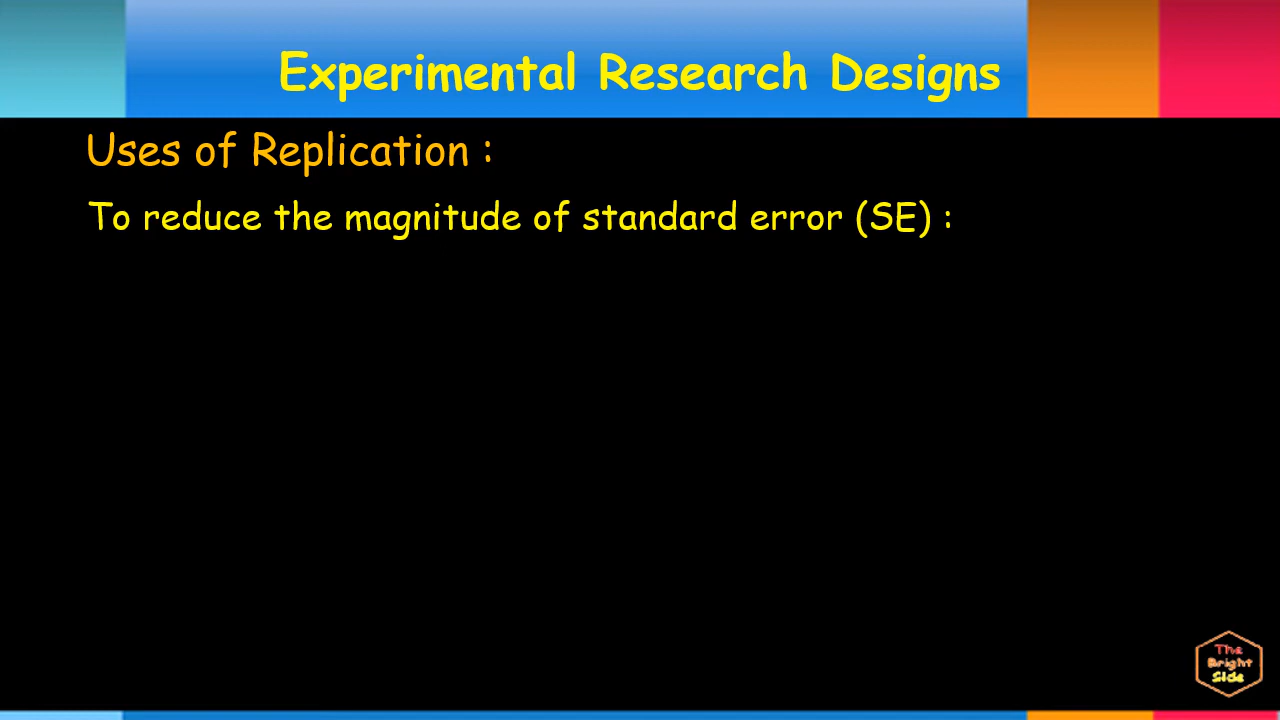 Experimental Research Designs
Uses of Replication :
To reduce the magnitude of standard error (SE) :
The
Bright
Side